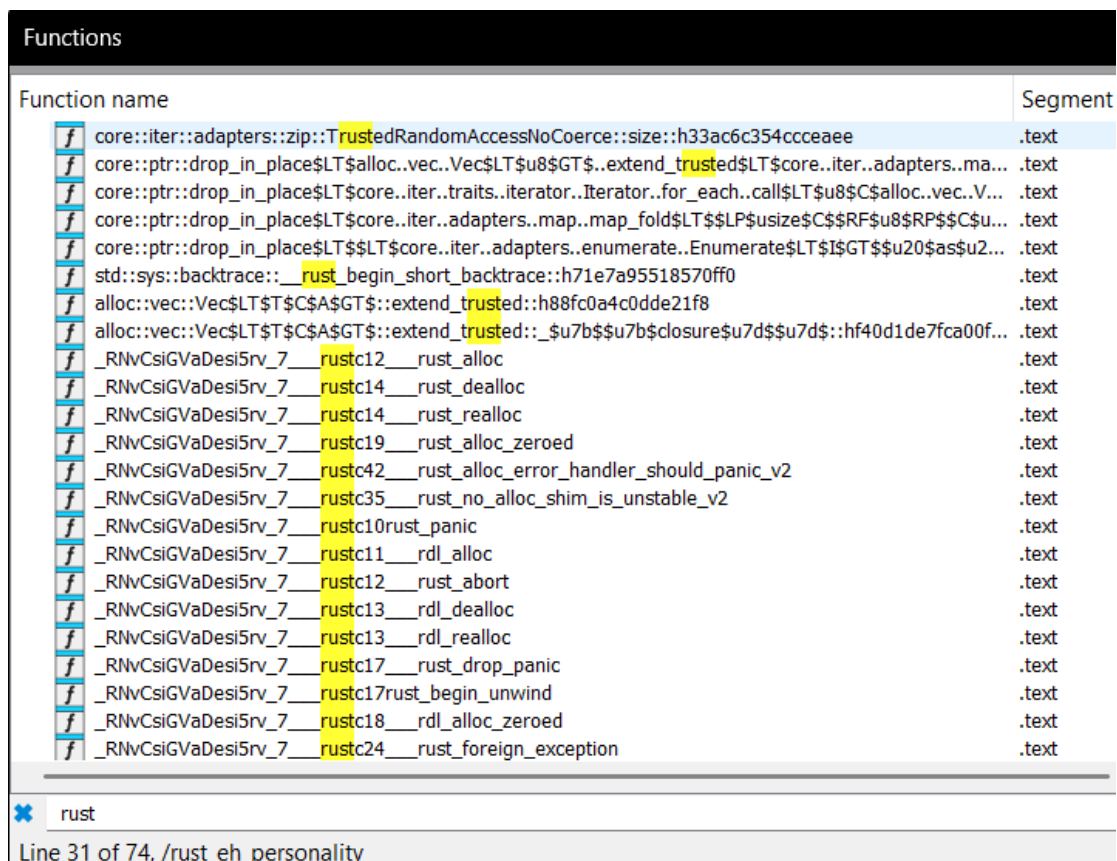 Functions
Function name Segment
f core::iter::adapters::zip::TrustedRandomAccessNoCoerce::size::h33ac6c354ccceaee .text
f core::ptr::drop_in_place$LT$alloc..vec..Vec$LT$u8$GT$..extend_trusted$LT$core..iter..adapters..ma... .text
f core::ptr::drop_in_place$LT$core..iter..traits..iterator..Iterator..for_each..call$LT$u8$C$alloc..vec..V... .text
f core::ptr::drop_in_place$LT$core..iter..adapters..map..map_fold$LT$$LP$usize$C$$RF$u8$RP$$C$u... .text
f core::ptr::drop_in_place$LT$$LT$core..iter..adapters..enumerate..Enumerate$LT$I$GT$$u20$as$u2... .text
f std::sys::backtrace::__rust_begin_short_backtrace::h71e7a95518570ff0 .text
f alloc::vec::Vec$LT$T$C$A$GT$::extend_trusted::h88fc0a4c0dde21f8 .text
f alloc::vec::Vec$LT$T$C$A$GT$::extend_trusted::_$u7b$$u7b$closure$u7d$$u7d$::hf40d1de7fca00f... .text
f _RNvCsiGVaDesi5rv_7___rustc12___rust_alloc .text
f _RNvCsiGVaDesi5rv_7___rustc14___rust_dealloc .text
f _RNvCsiGVaDesi5rv_7___rustc14___rust_realloc .text
f _RNvCsiGVaDesi5rv_7___rustc19___rust_alloc_zeroed .text
f _RNvCsiGVaDesi5rv_7___rustc42___rust_alloc_error_handler_should_panic_v2 .text
f _RNvCsiGVaDesi5rv_7___rustc35___rust_no_alloc_shim_is_unstable_v2 .text
f _RNvCsiGVaDesi5rv_7___rustc10rust_panic .text
f _RNvCsiGVaDesi5rv_7___rustc11___rdl_alloc .text
f _RNvCsiGVaDesi5rv_7___rustc12___rust_abort .text
f _RNvCsiGVaDesi5rv_7___rustc13___rdl_dealloc .text
f _RNvCsiGVaDesi5rv_7___rustc13___rdl_realloc .text
f _RNvCsiGVaDesi5rv_7___rustc17___rust_drop_panic .text
f _RNvCsiGVaDesi5rv_7___rustc17rust_begin_unwind .text
f _RNvCsiGVaDesi5rv_7___rustc18___rdl_alloc_zeroed .text
f _RNvCsiGVaDesi5rv_7___rustc24___rust_foreign_exception .text
rust
Line 31 of 74, /rust_eh_personality